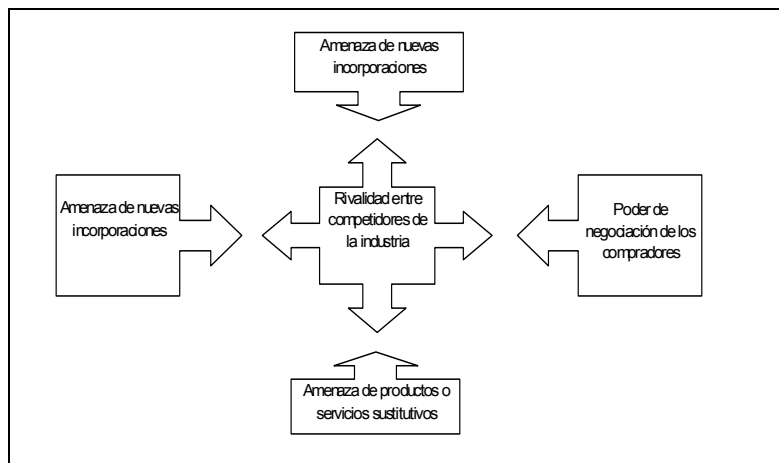 Amenaza de nuevas
incorporaciones
Amenaza de nuevas
incorporaciones
Rivalidad entre
competidores de
la industria
Poder de
negociación de los
compradores
Amenaza de productos o
servicios sustitutivos